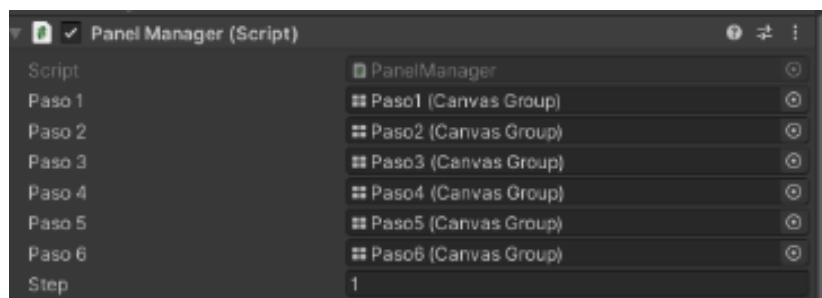 Panel Manager (Script)
Script PanelManager
Paso 1 Paso1 (Canvas Group)
Paso 2 Paso2 (Canvas Group)
Paso 3 Paso3 (Canvas Group)
Paso 4 Paso4 (Canvas Group)
Paso 5 Paso5 (Canvas Group)
Paso 6 Paso6 (Canvas Group)
Step 1